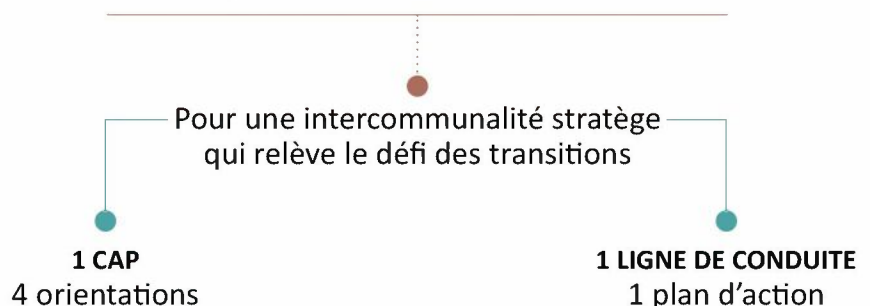 Pour une intercommunalité stratège
qui relève le défi des transitions
1 CAP
4 orientations
1 LIGNE DE CONDUITE
1 plan d’action